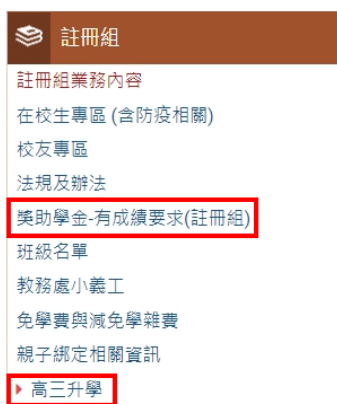 註冊組
註冊組業務內容
在校生專區 (含防疫相關)
校友專區
法規及辦法
獎助學金-有成績要求(註冊組)
班級名單
教務處小義工
免學費與減免學雜費
親子綁定相關資訊
高三升學